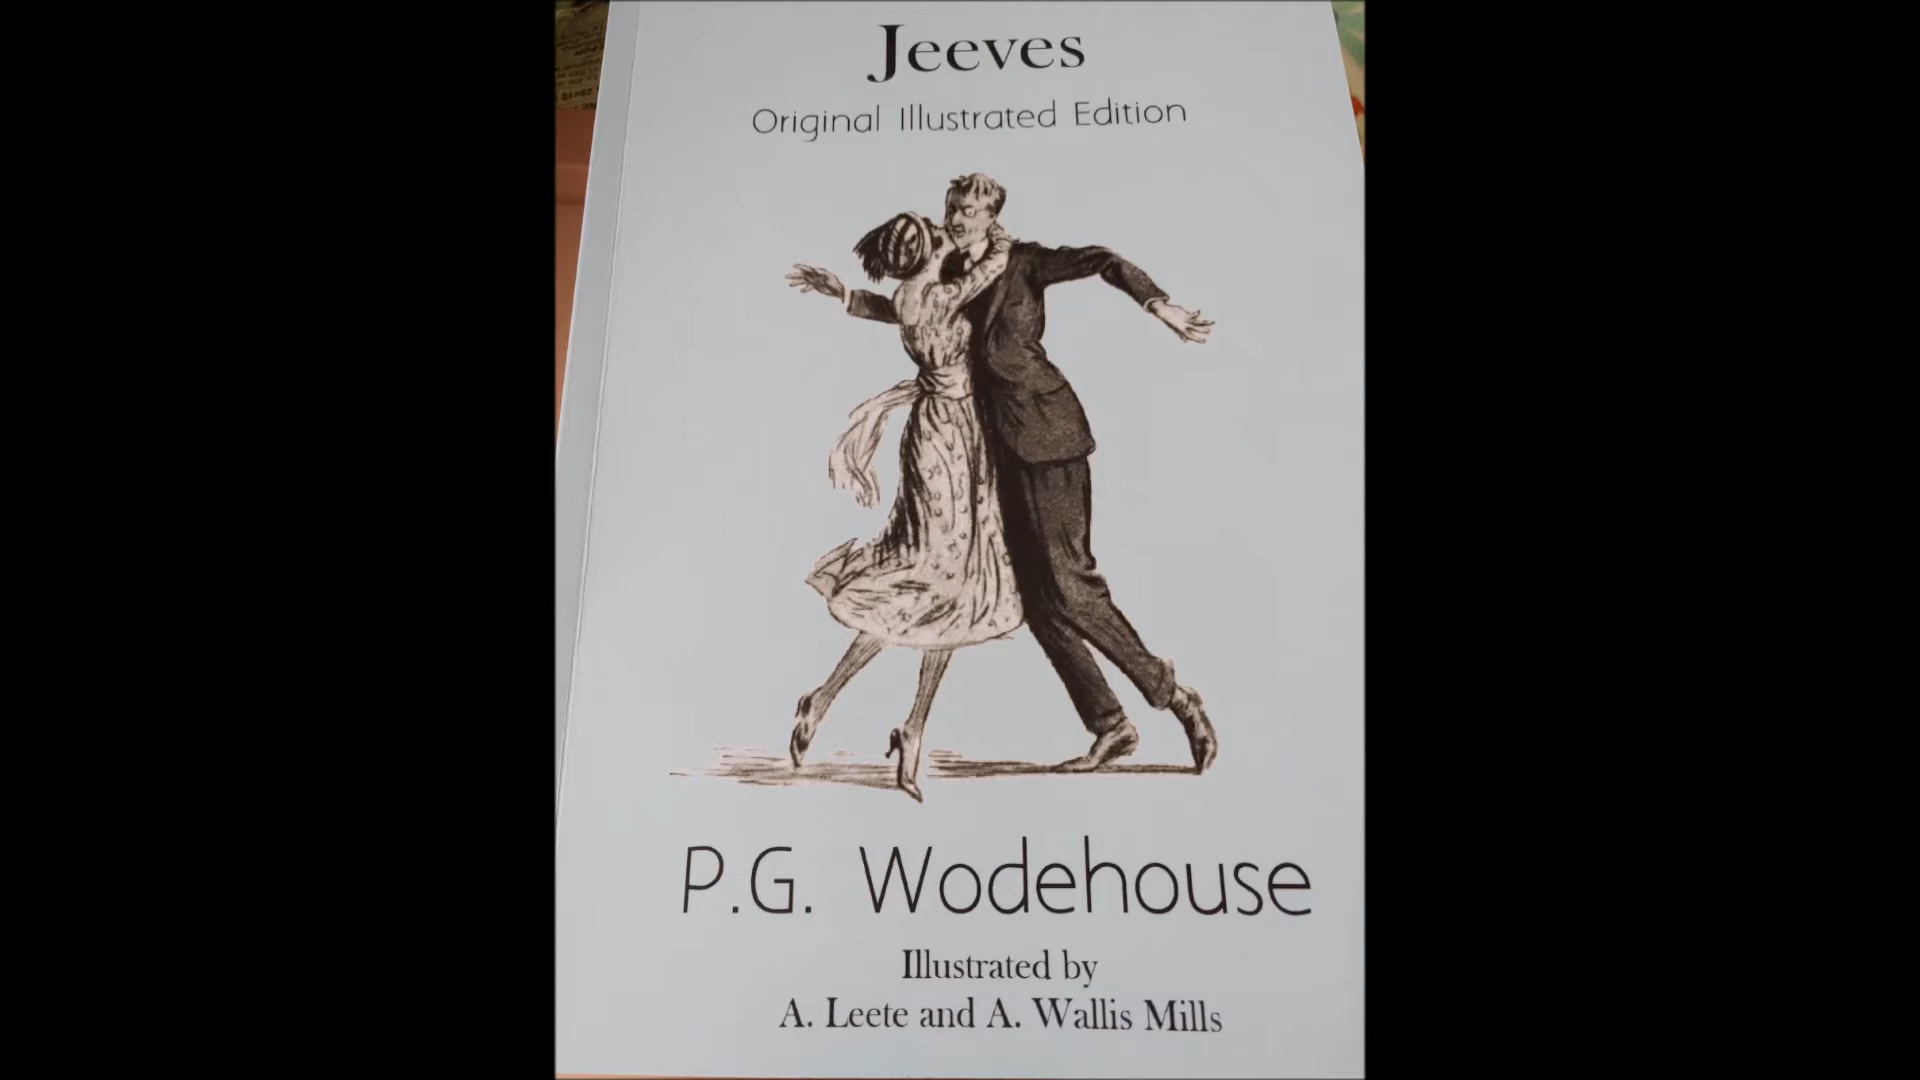 Jeeves
Original Illustrated Edition
P.G. Wodehouse
Illustrated by
A. Leete and A. Wallis Mills